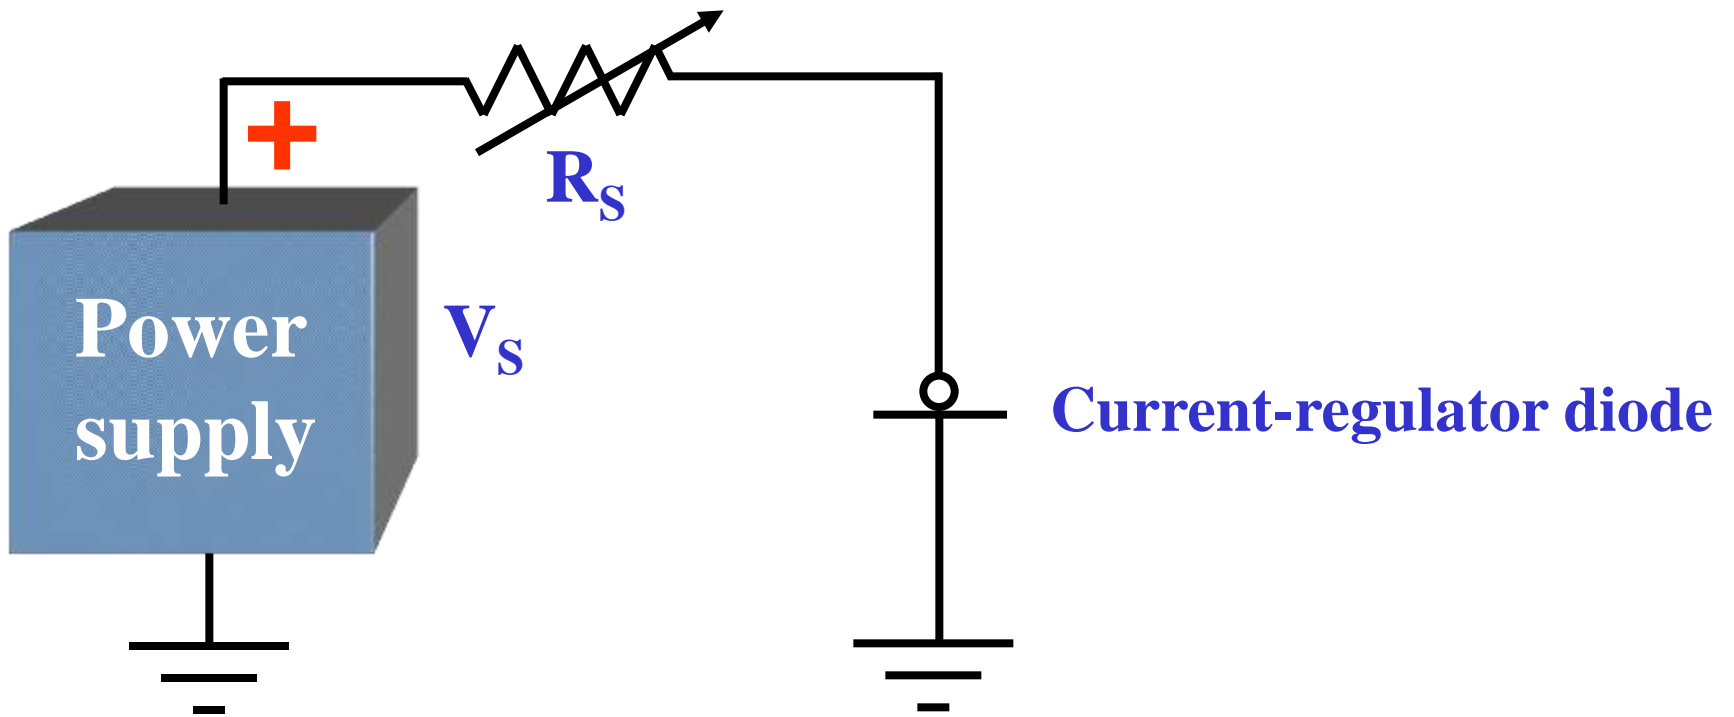 +
R_S
Power
supply
V_S
Current-regulator diode